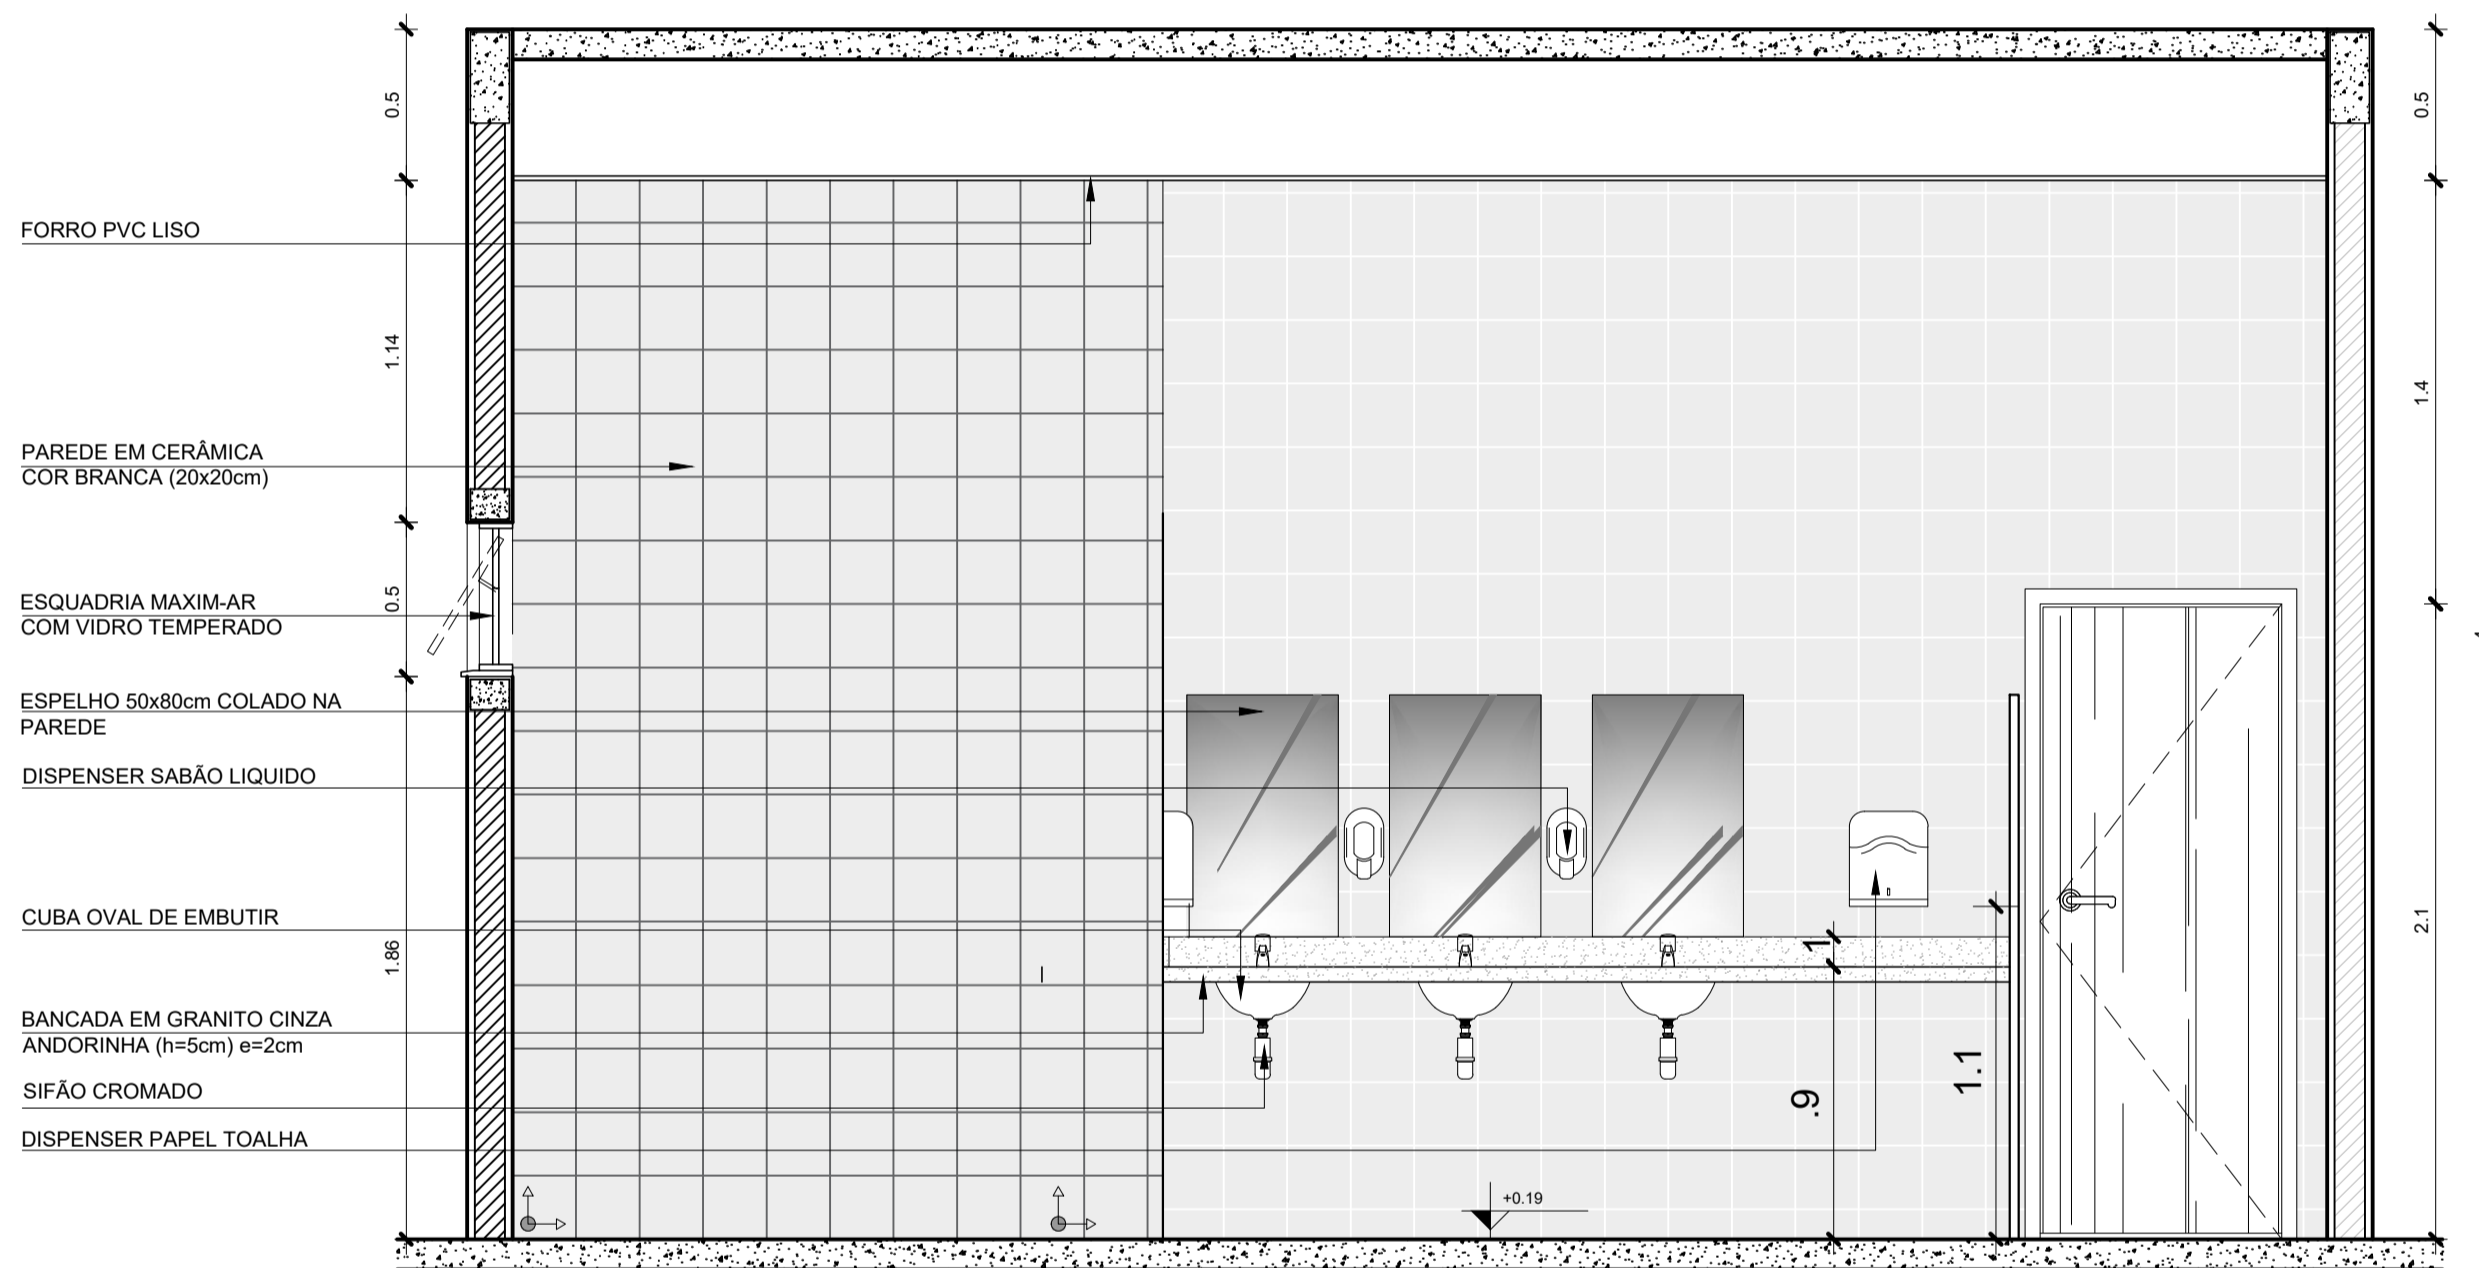 0.5
0.5
FORRO PVC LISO
1.14
1.4
PAREDE EM CERÂMICA
COR BRANCA (20x20cm)
0.5
ESQUADRIA MAXIM-AR
COM VIDRO TEMPERADO
ESPELHO 50x80cm COLADO NA
PAREDE
DISPENSER SABÃO LIQUIDO
CUBA OVAL DE EMBUTIR
1.86
1
2.1
BANCADA EM GRANITO CINZA
ANDORINHA (h=5cm) e=2cm
1.1
.9
SIFÃO CROMADO
DISPENSER PAPEL TOALHA
+0.19